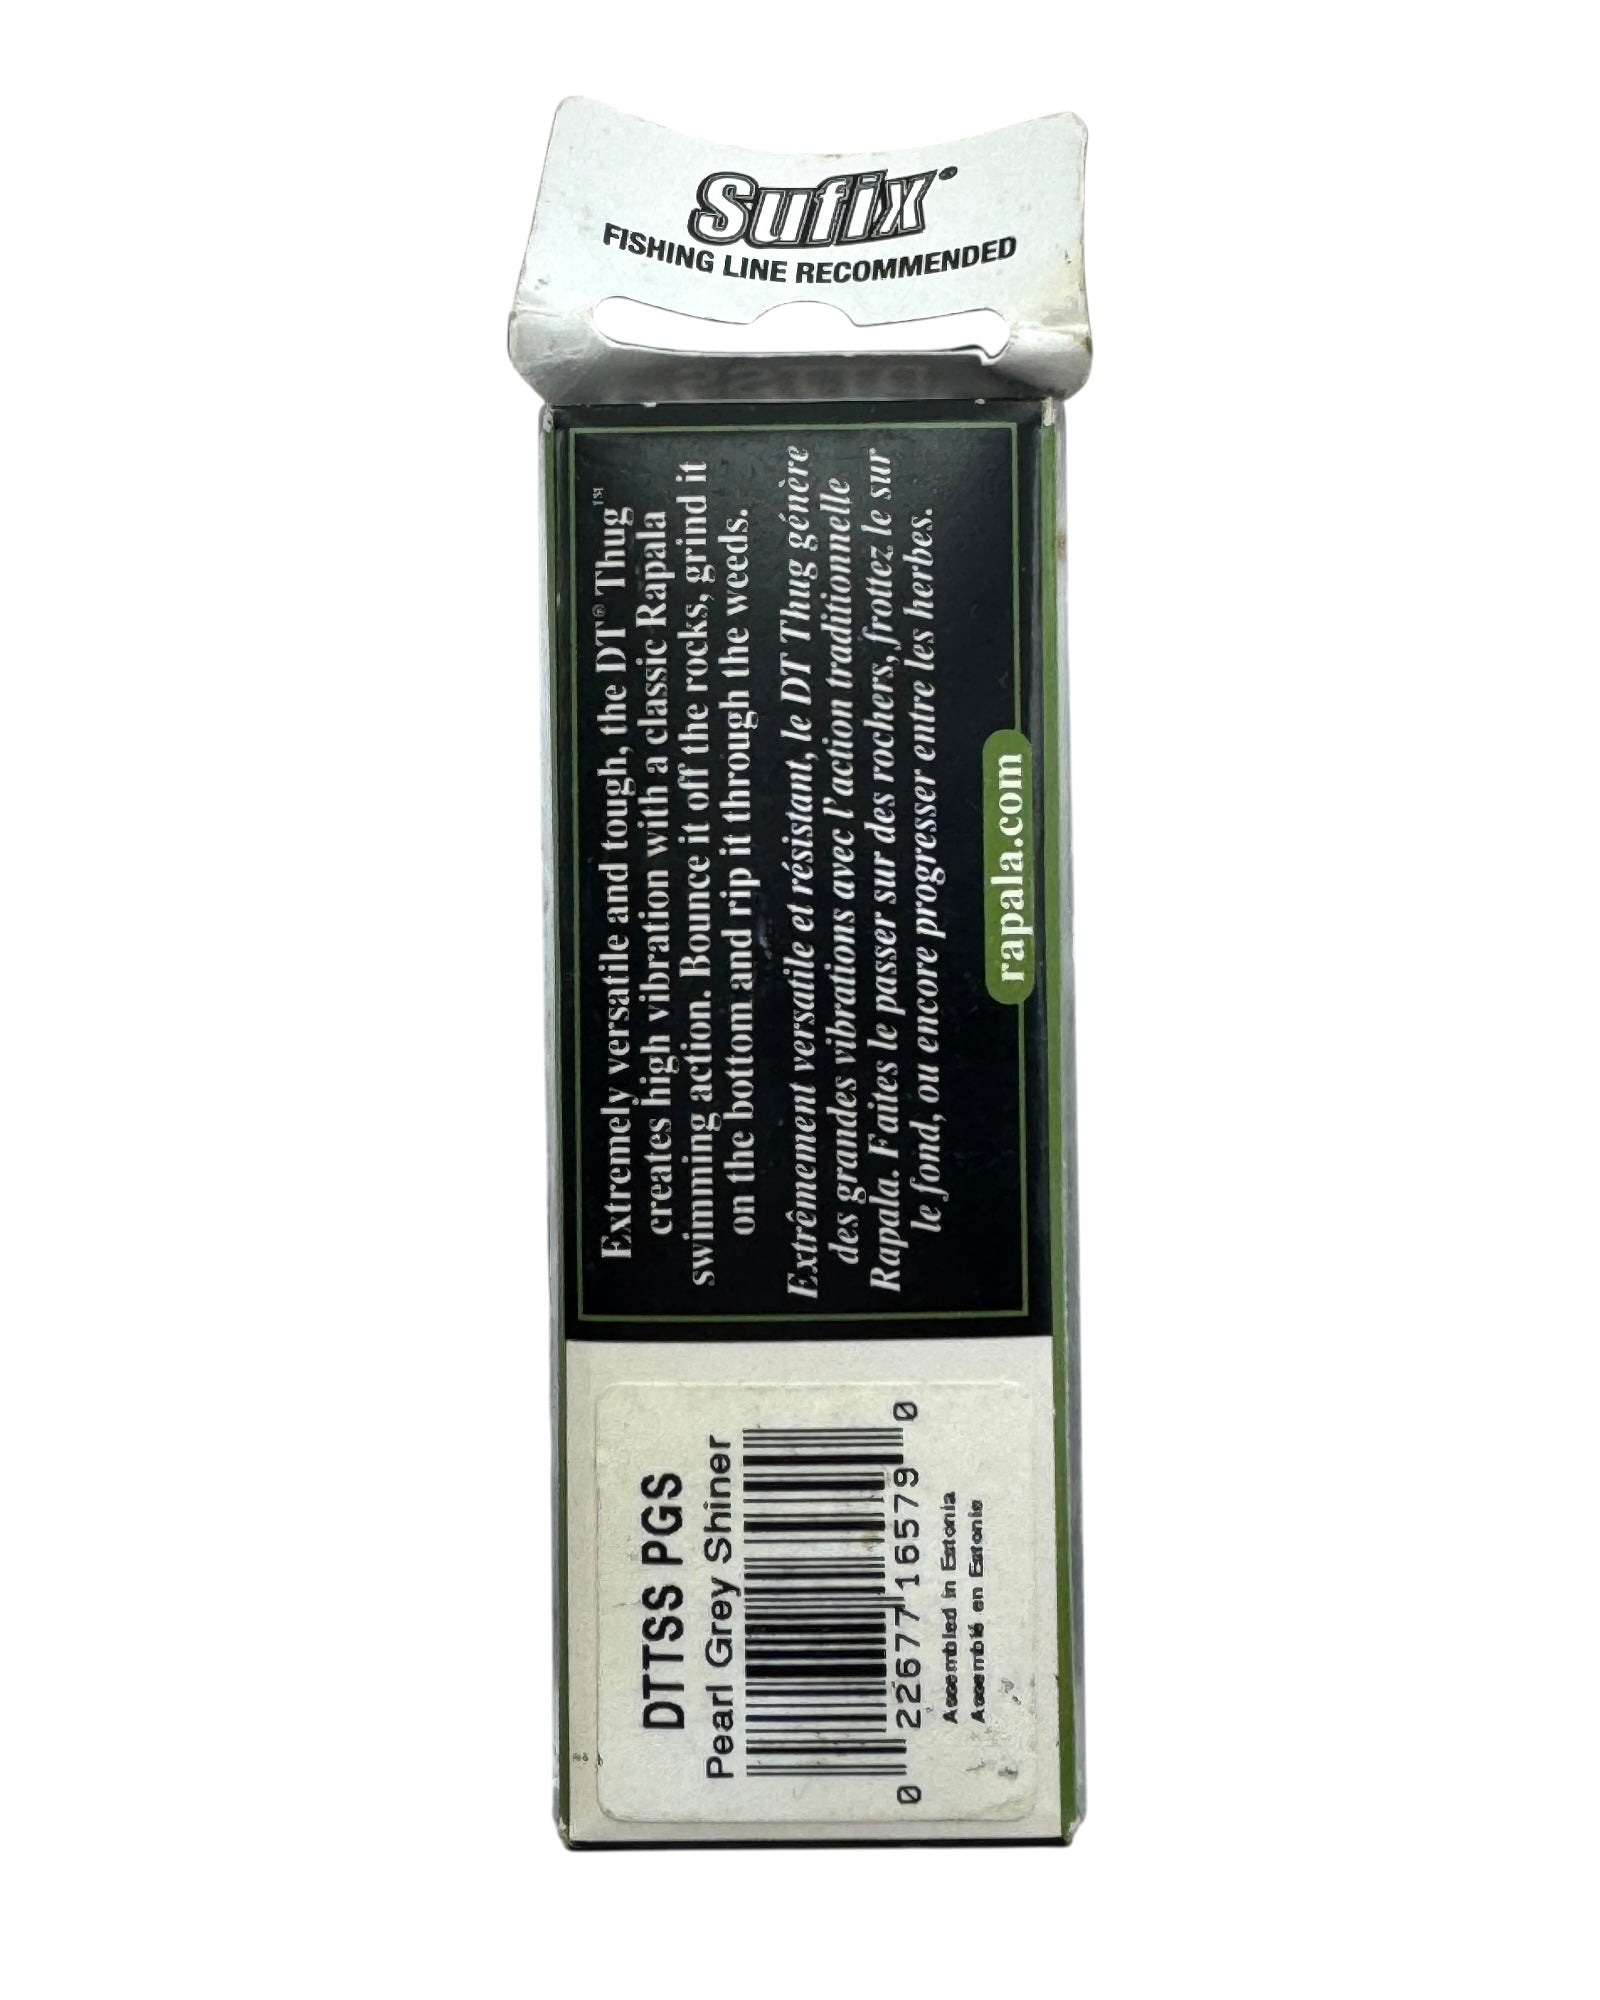 Sufix®
FISHING LINE RECOMMENDED
Extremely versatile and tough, the DT® Thug™
creates high vibration with a classic Rapala
swimming action. Bounce it off the rocks, grind it
on the bottom and rip it through the weeds.
Extrêmement versatile et résistant, le DT Thug génère
des grandes vibrations avec l'action traditionnelle
Rapala. Faites le passer sur des rochers, frottez le sur
le fond, ou encore progresser entre les herbes.
rapala.com
DTTSS PGS
Pearl Grey Shiner
0 22677 16579 0
Assembled in Estonia
Assemblé en Estonie